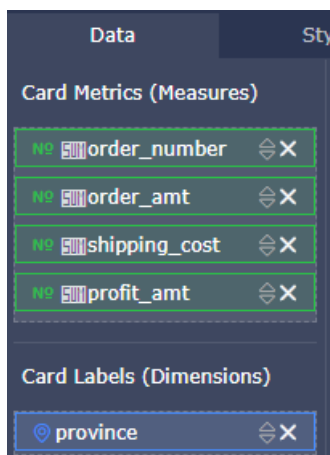 Data Sty
Card Metrics (Measures)
Nº SUM order_number
Nº SUM order_amt
Nº SUM shipping_cost
Nº SUM profit_amt
Card Labels (Dimensions)
province